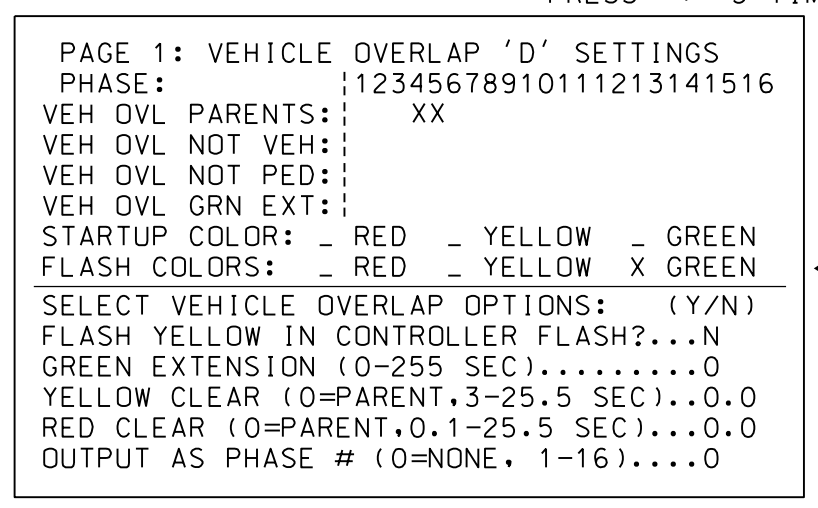 PAGE 1: VEHICLE OVERLAP 'D' SETTINGS
PHASE: ¦12345678910111213141516
VEH OVL PARENTS:¦ XX
VEH OVL NOT VEH:¦
VEH OVL NOT PED:¦
VEH OVL GRN EXT:¦
STARTUP COLOR: _ RED _ YELLOW _ GREEN
FLASH COLORS: _ RED _ YELLOW X GREEN
SELECT VEHICLE OVERLAP OPTIONS: (Y/N)
FLASH YELLOW IN CONTROLLER FLASH?...N
GREEN EXTENSION (0-255 SEC).........0
YELLOW CLEAR (0=PARENT,3-25.5 SEC)..0.0
RED CLEAR (0=PARENT,0.1-25.5 SEC)...0.0
OUTPUT AS PHASE # (0=NONE, 1-16)....0